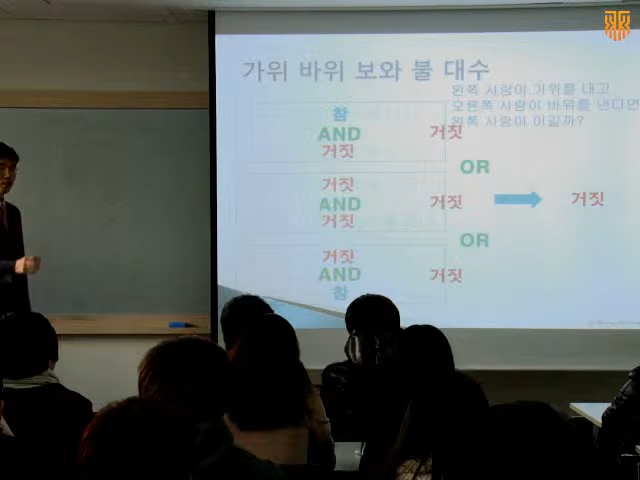 가위 바위 보와 불 대수
왼쪽 사람이 가위를 내고
오른쪽 사람이 바위를 낸다면
왼쪽 사람이 이길까?
참
AND
거짓
거짓
OR
거짓
AND
거짓
거짓
거짓
OR
거짓
AND
참
거짓